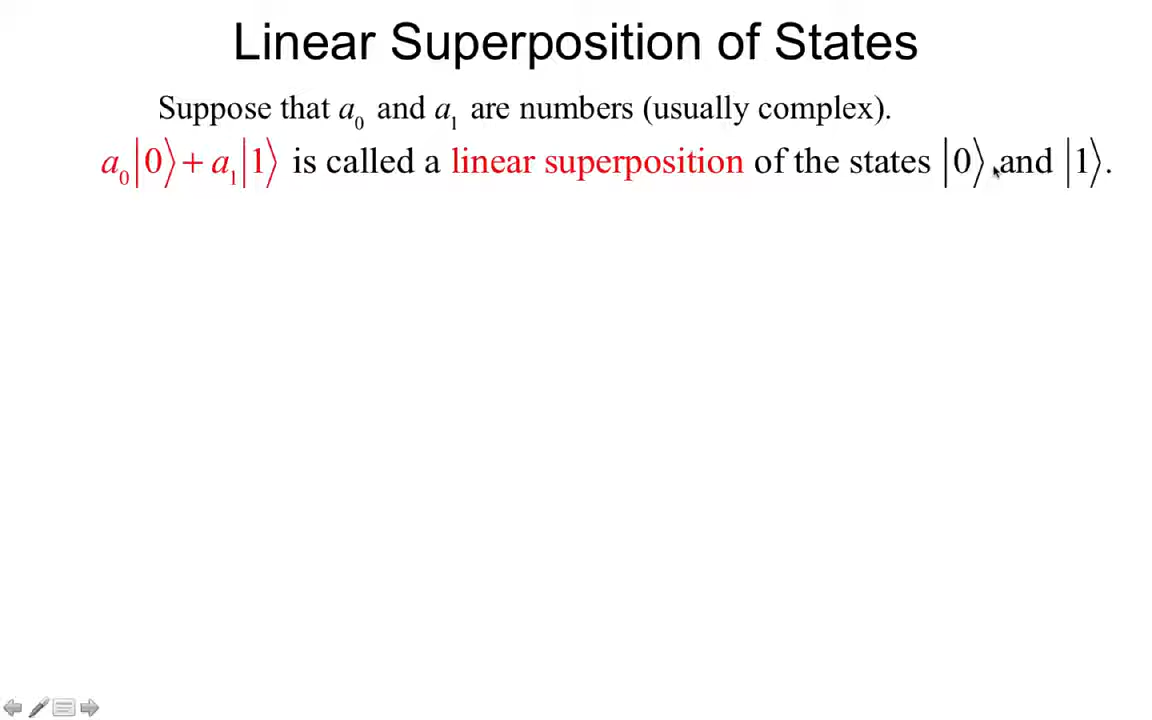 Linear Superposition of States
Suppose that a₀ and a₁ are numbers (usually complex).
a₀|0⟩ + a₁|1⟩ is called a linear superposition of the states |0⟩ and |1⟩.